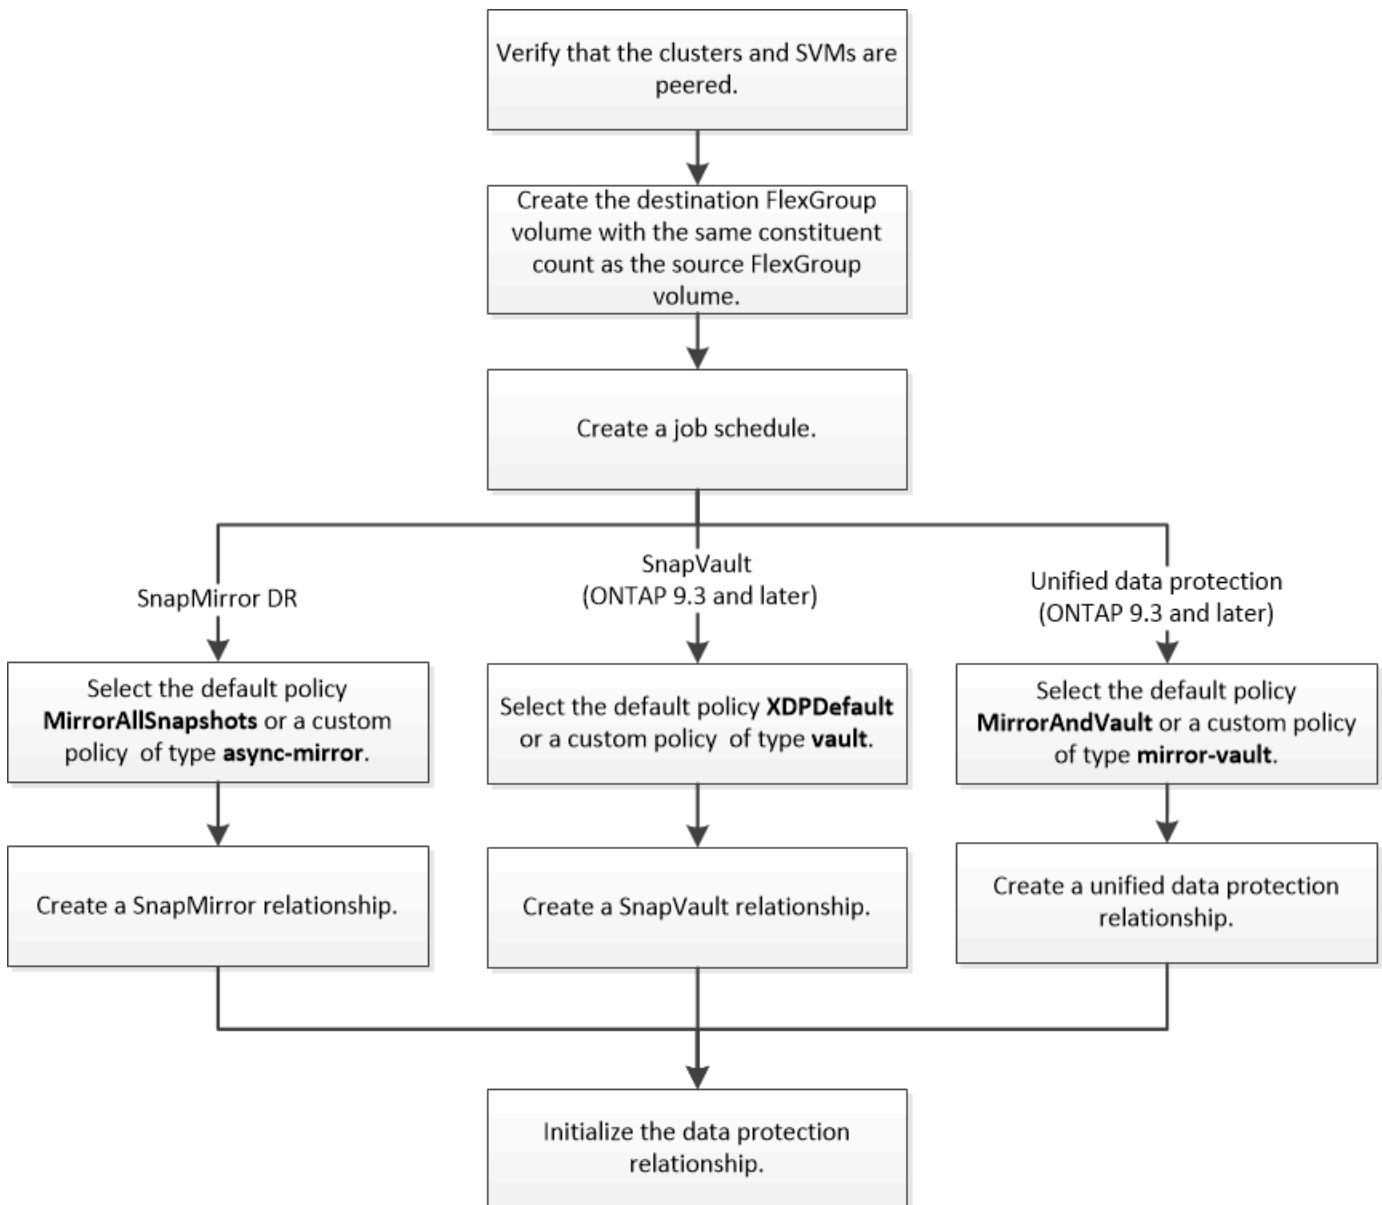 Verify that the clusters and SVMs are
peered.
Create the destination FlexGroup
volume with the same constituent
count as the source FlexGroup
volume.
Create a job schedule.
SnapMirror DR
SnapVault
(ONTAP 9.3 and later)
Unified data protection
(ONTAP 9.3 and later)
Select the default policy
MirrorAllSnapshots or a custom
policy of type async-mirror.
Select the default policy XDPDefault
or a custom policy of type vault.
Select the default policy
MirrorAndVault or a custom policy
of type mirror-vault.
Create a SnapMirror relationship.
Create a SnapVault relationship.
Create a unified data protection
relationship.
Initialize the data protection
relationship.